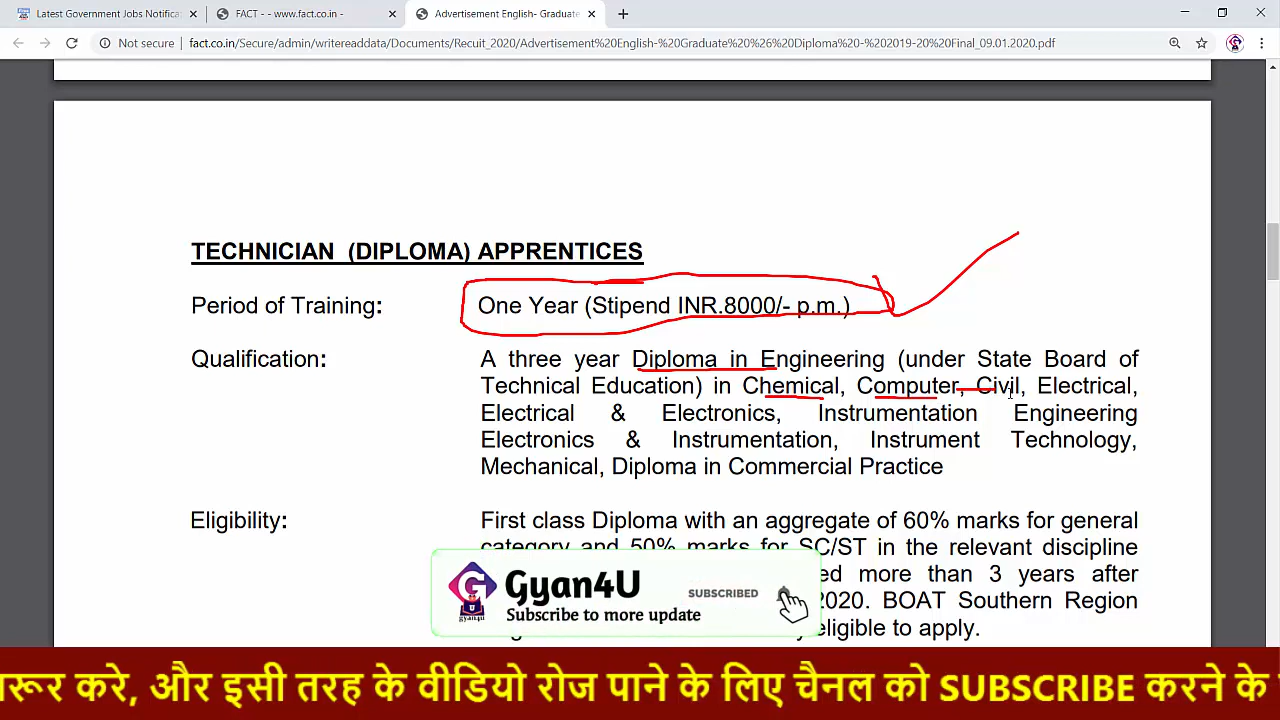 Latest Government Jobs Notificat
FACT - - www.fact.co.in -
Advertisement English- Graduate
Not secure | fact.co.in/Secure/admin/writereaddata/Documents/Recuit_2020/Advertisement%20English-%20Graduate%20%26%20Diploma%20-%202019-20%20Final_09.01.2020.pdf
TECHNICIAN (DIPLOMA) APPRENTICES
Period of Training: One Year (Stipend INR.8000/- p.m.)
Qualification: A three year Diploma in Engineering (under State Board of
Technical Education) in Chemical, Computer, Civil, Electrical,
Electrical & Electronics, Instrumentation Engineering
Electronics & Instrumentation, Instrument Technology,
Mechanical, Diploma in Commercial Practice
Eligibility: First class Diploma with an aggregate of 60% marks for general
category and 50% marks for SC/ST in the relevant discipline
more than 3 years after
2020. BOAT Southern Region
eligible to apply.
Gyan4U
SUBSCRIBED
Subscribe to more update
gyan4u
करे, और इसी तरह के वीडियो रोज पाने के लिए चैनल को SUBSCRIBE करने के